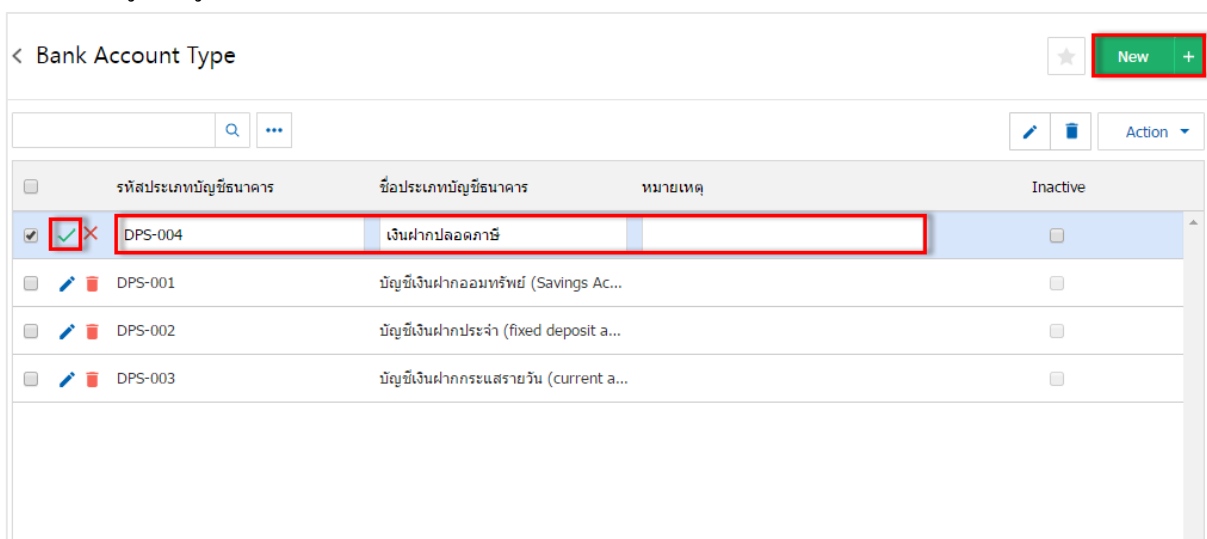 < Bank Account Type
New +
Action
รหัสประเภทบัญชีธนาคาร ชื่อประเภทบัญชีธนาคาร หมายเหตุ Inactive
DPS-004 เงินฝากปลอดภาษี
DPS-001 บัญชีเงินฝากออมทรัพย์ (Savings Ac...
DPS-002 บัญชีเงินฝากประจำ (fixed deposit a...
DPS-003 บัญชีเงินฝากกระแสรายวัน (current a...